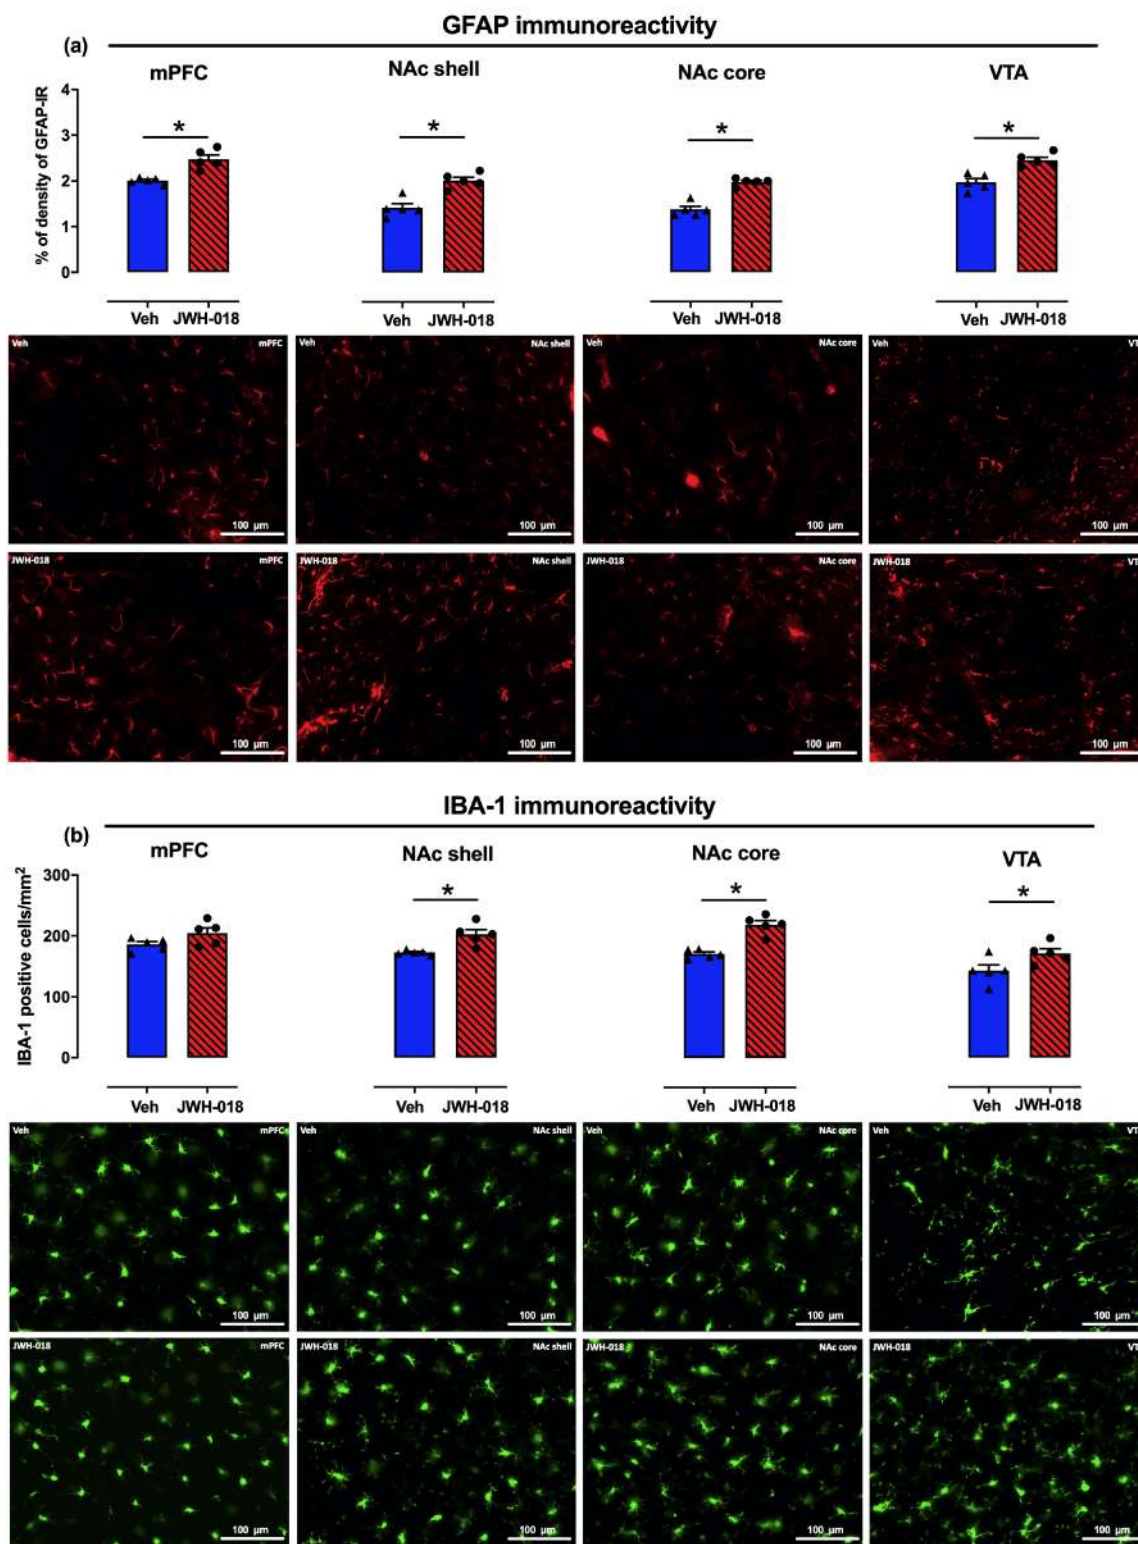 GFAP immunoreactivity
(a)
mPFC NAc shell NAc core VTA
% of density of GFAP-IR
4
3
2
1
0
* * * *
Veh JWH-018 Veh JWH-018 Veh JWH-018 Veh JWH-018
Veh mPFC Veh NAc shell Veh NAc core Veh VT
100 µm 100 µm 100 µm 100 µm
JWH-018 mPFC JWH-018 NAc shell JWH-018 NAc core JWH-018 VT
100 µm 100 µm 100 µm 100 µm
IBA-1 immunoreactivity
(b)
mPFC NAc shell NAc core VTA
IBA-1 positive cells/mm²
300
200
100
0
* * *
Veh JWH-018 Veh JWH-018 Veh JWH-018 Veh JWH-018
Veh mPFC Veh NAc shell Veh NAc core Veh VT
100 µm 100 µm 100 µm 100 µm
JWH-018 mPFC JWH-018 NAc shell JWH-018 NAc core JWH-018 VT
100 µm 100 µm 100 µm 100 µm